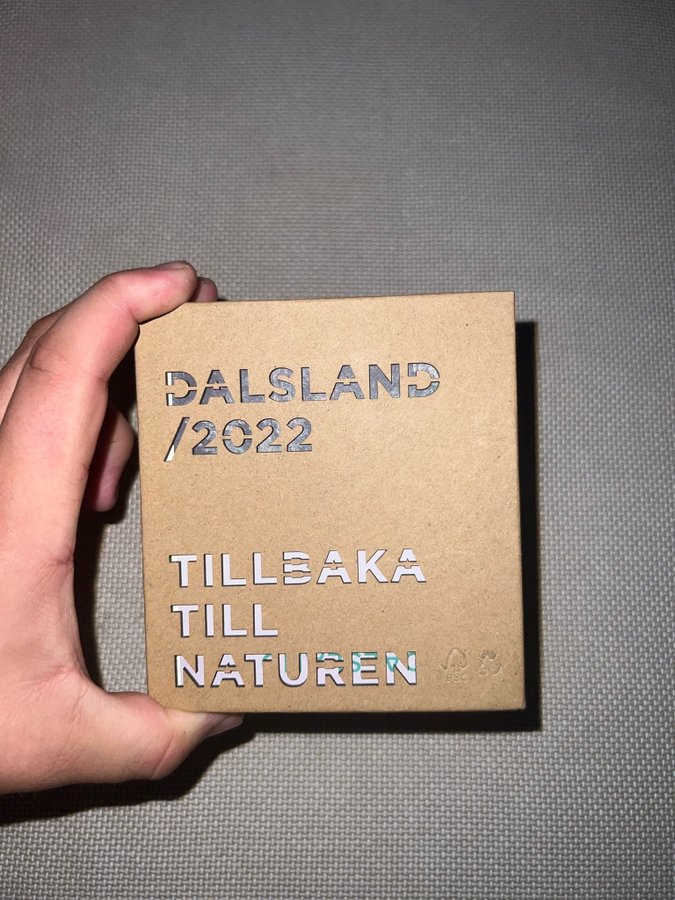 DALSLAND
/2022
TILLBAKA
TILL
NATUREN